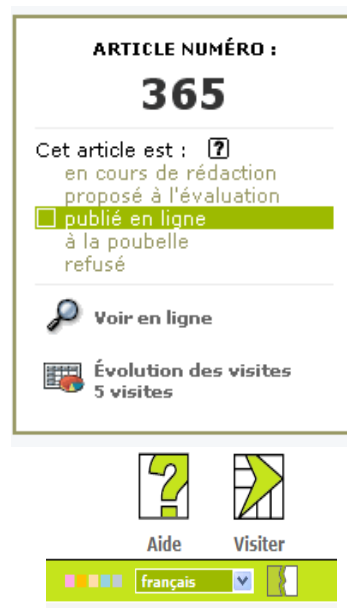 ARTICLE NUMÉRO :
365
Cet article est : ?
en cours de rédaction
proposé à l'évaluation
publié en ligne
à la poubelle
refusé
Voir en ligne
Évolution des visites
5 visites
Aide Visiter
français